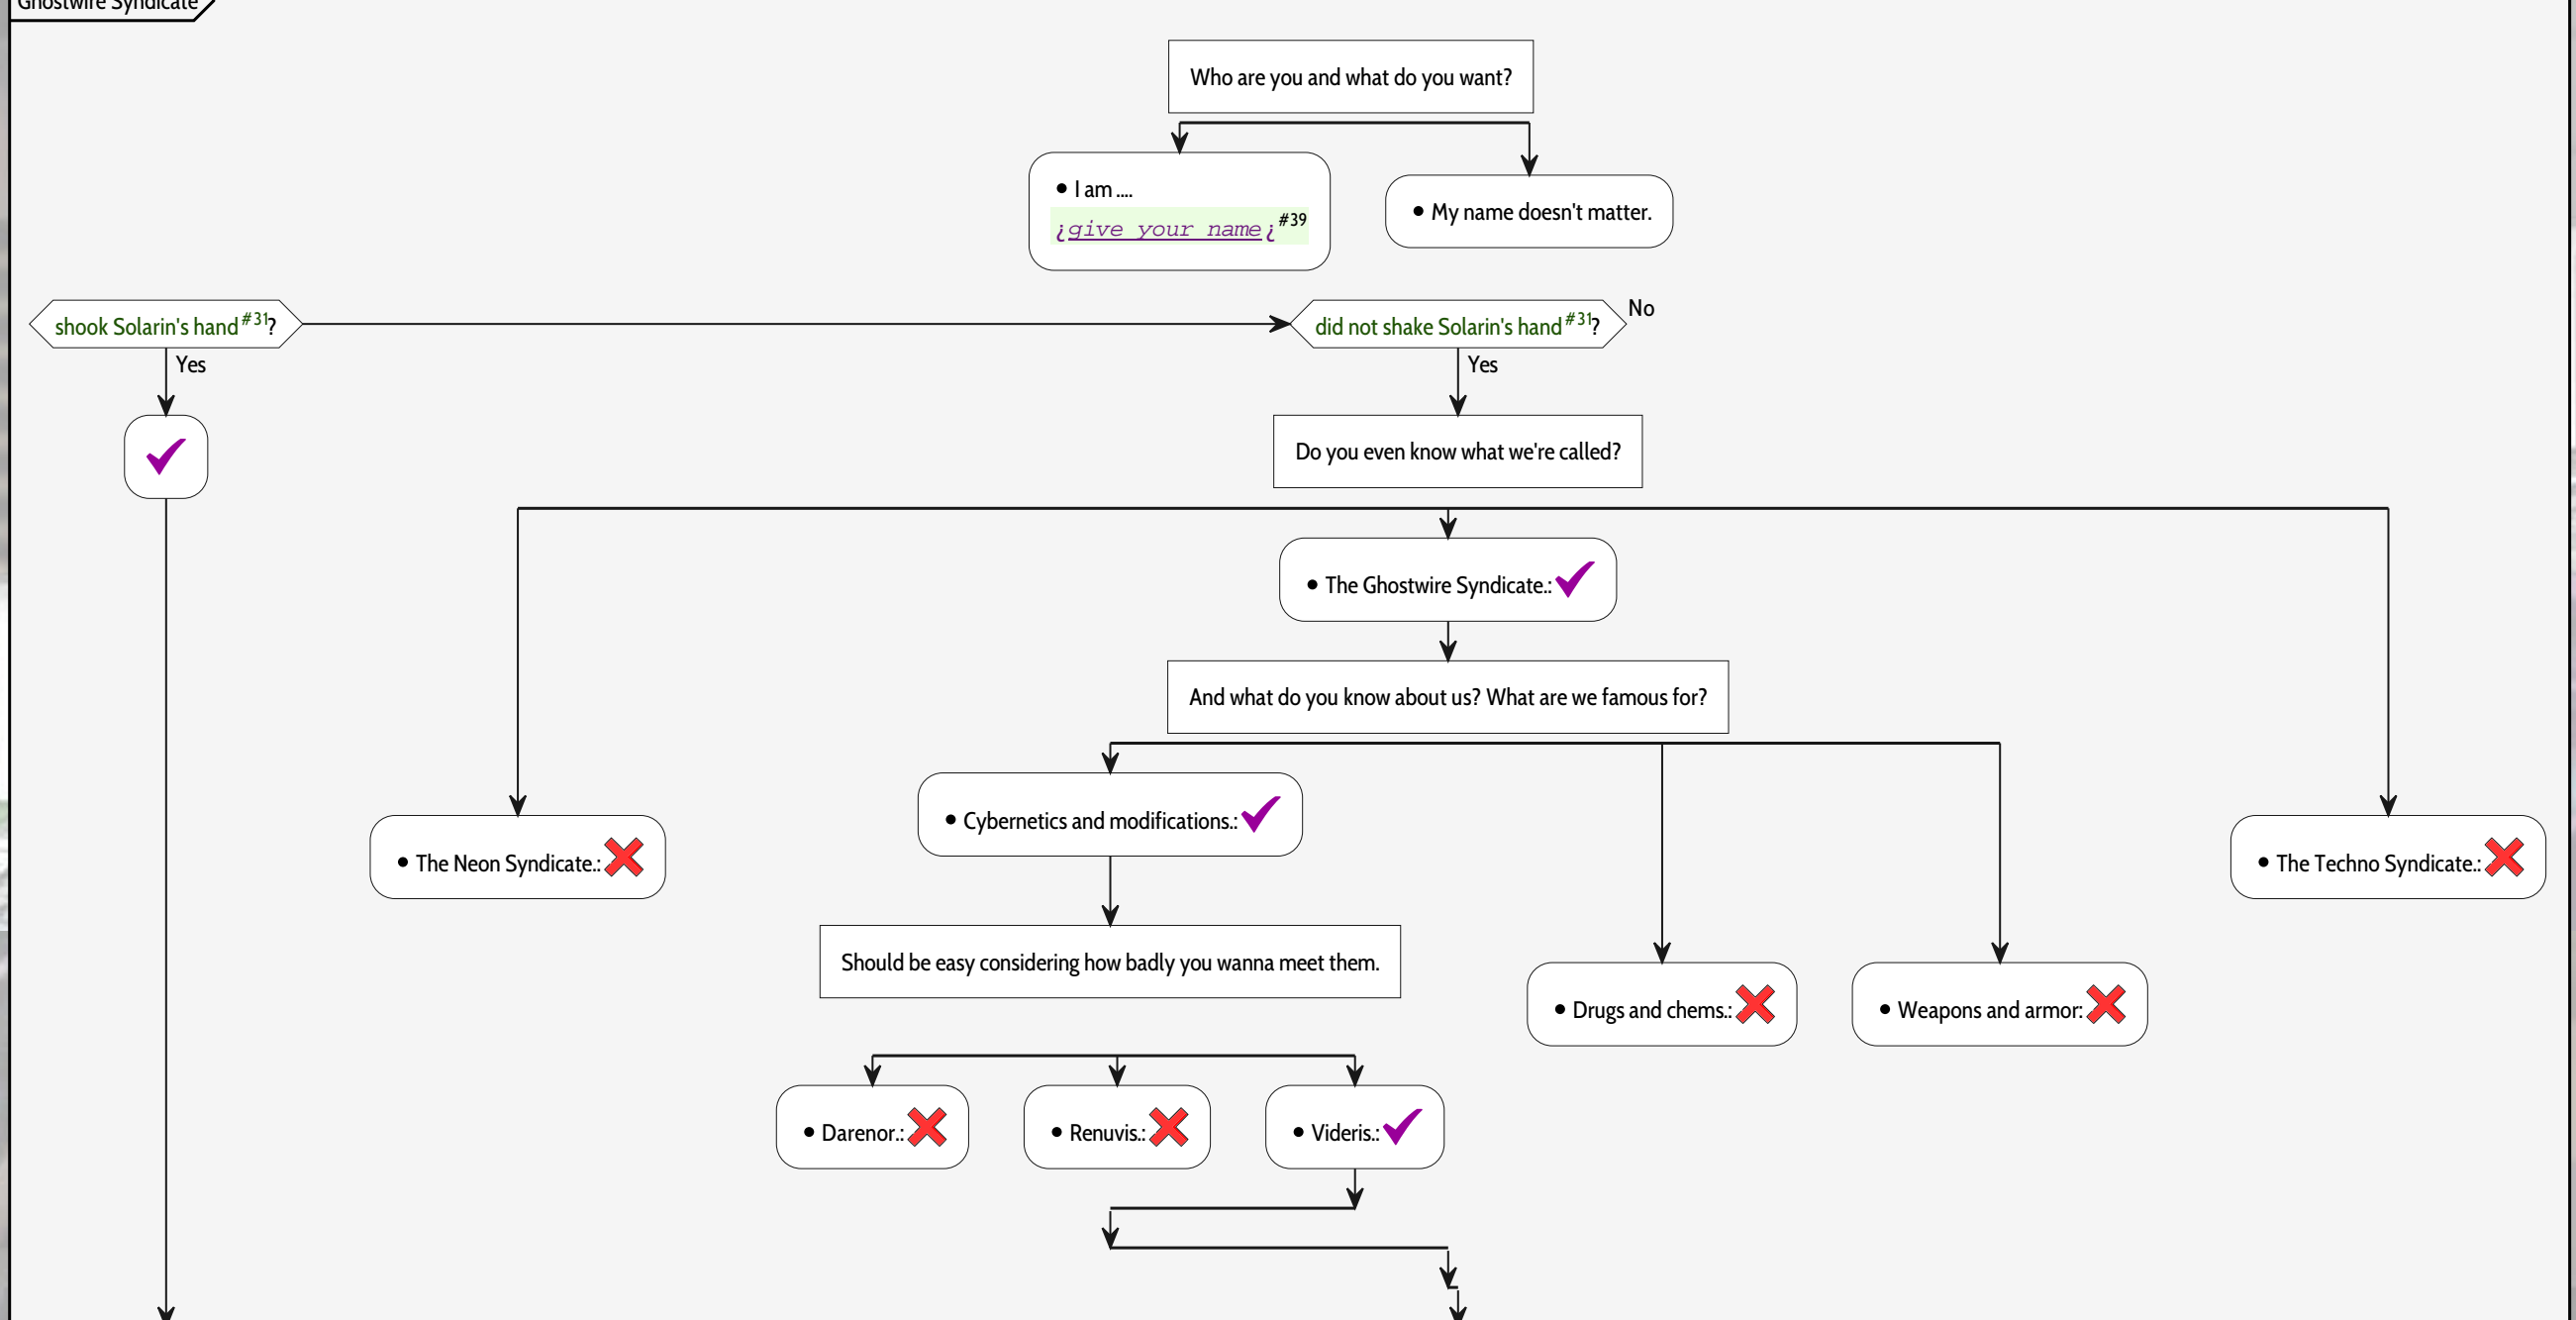 Ghostwire Syndicate
Who are you and what do you want?
• I am ....
¿give your name¿#39
• My name doesn't matter.
shook Solarin's hand#31?
did not shake Solarin's hand#31?
No
Yes
Yes
Do you even know what we're called?
• The Ghostwire Syndicate.:
And what do you know about us? What are we famous for?
• Cybernetics and modifications.:
• The Neon Syndicate.:
• The Techno Syndicate.:
Should be easy considering how badly you wanna meet them.
• Drugs and chems.:
• Weapons and armor:
• Darenor.:
• Renuvis.:
• Videris.: